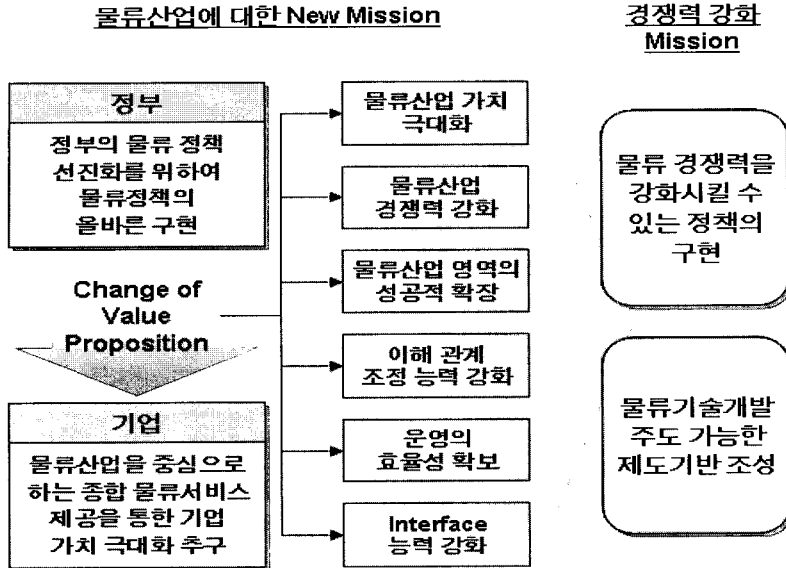 물류산업에 대한 New Mission
정부
정부의 물류 정책
선진화를 위하여
물류정책의
올바른 구현
Change of
Value
Proposition
기업
물류산업을 중심으로
하는 종합 물류서비스
제공을 통한 기업
가치 극대화 추구
물류산업 가치
극대화
물류산업
경쟁력 강화
물류산업 영역의
성공적 확장
이해 관계
조정 능력 강화
운영의
효율성 확보
Interface
능력 강화
경쟁력 강화
Mission
물류 경쟁력을
강화시킬 수
있는 정책의
구현
물류기술개발
주도 가능한
제도기반 조성